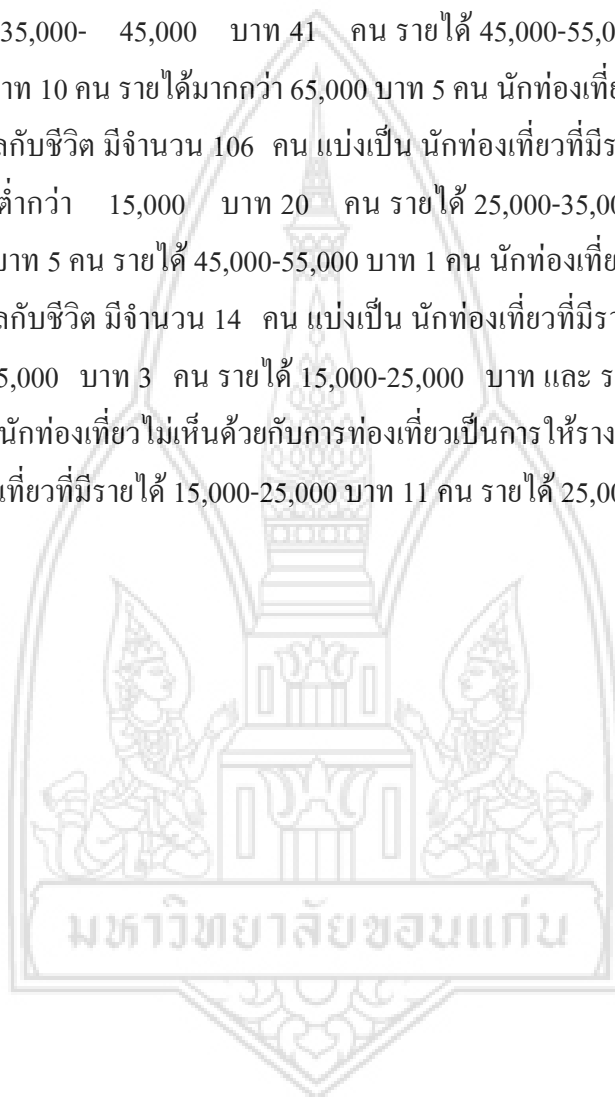 35,000- 45,000 บาท 41 คน รายได้ 45,000-55,0
าท 10 คน รายได้มากกว่า 65,000 บาท 5 คน นักท่องเที่ย
ลกับชีวิต มีจำนวน 106 คน แบ่งเป็น นักท่องเที่ยวที่มีร
ต่ำกว่า 15,000 บาท 20 คน รายได้ 25,000-35,00
บาท 5 คน รายได้ 45,000-55,000 บาท 1 คน นักท่องเที่ย
ลกับชีวิต มีจำนวน 14 คน แบ่งเป็น นักท่องเที่ยวที่มีรา
5,000 บาท 3 คน รายได้ 15,000-25,000 บาท และ ร
นักท่องเที่ยวไม่เห็นด้วยกับการท่องเที่ยวเป็นการให้ราง
นเที่ยวที่มีรายได้ 15,000-25,000 บาท 11 คน รายได้ 25,00
มหาวิทยาลัยขอนแก่น